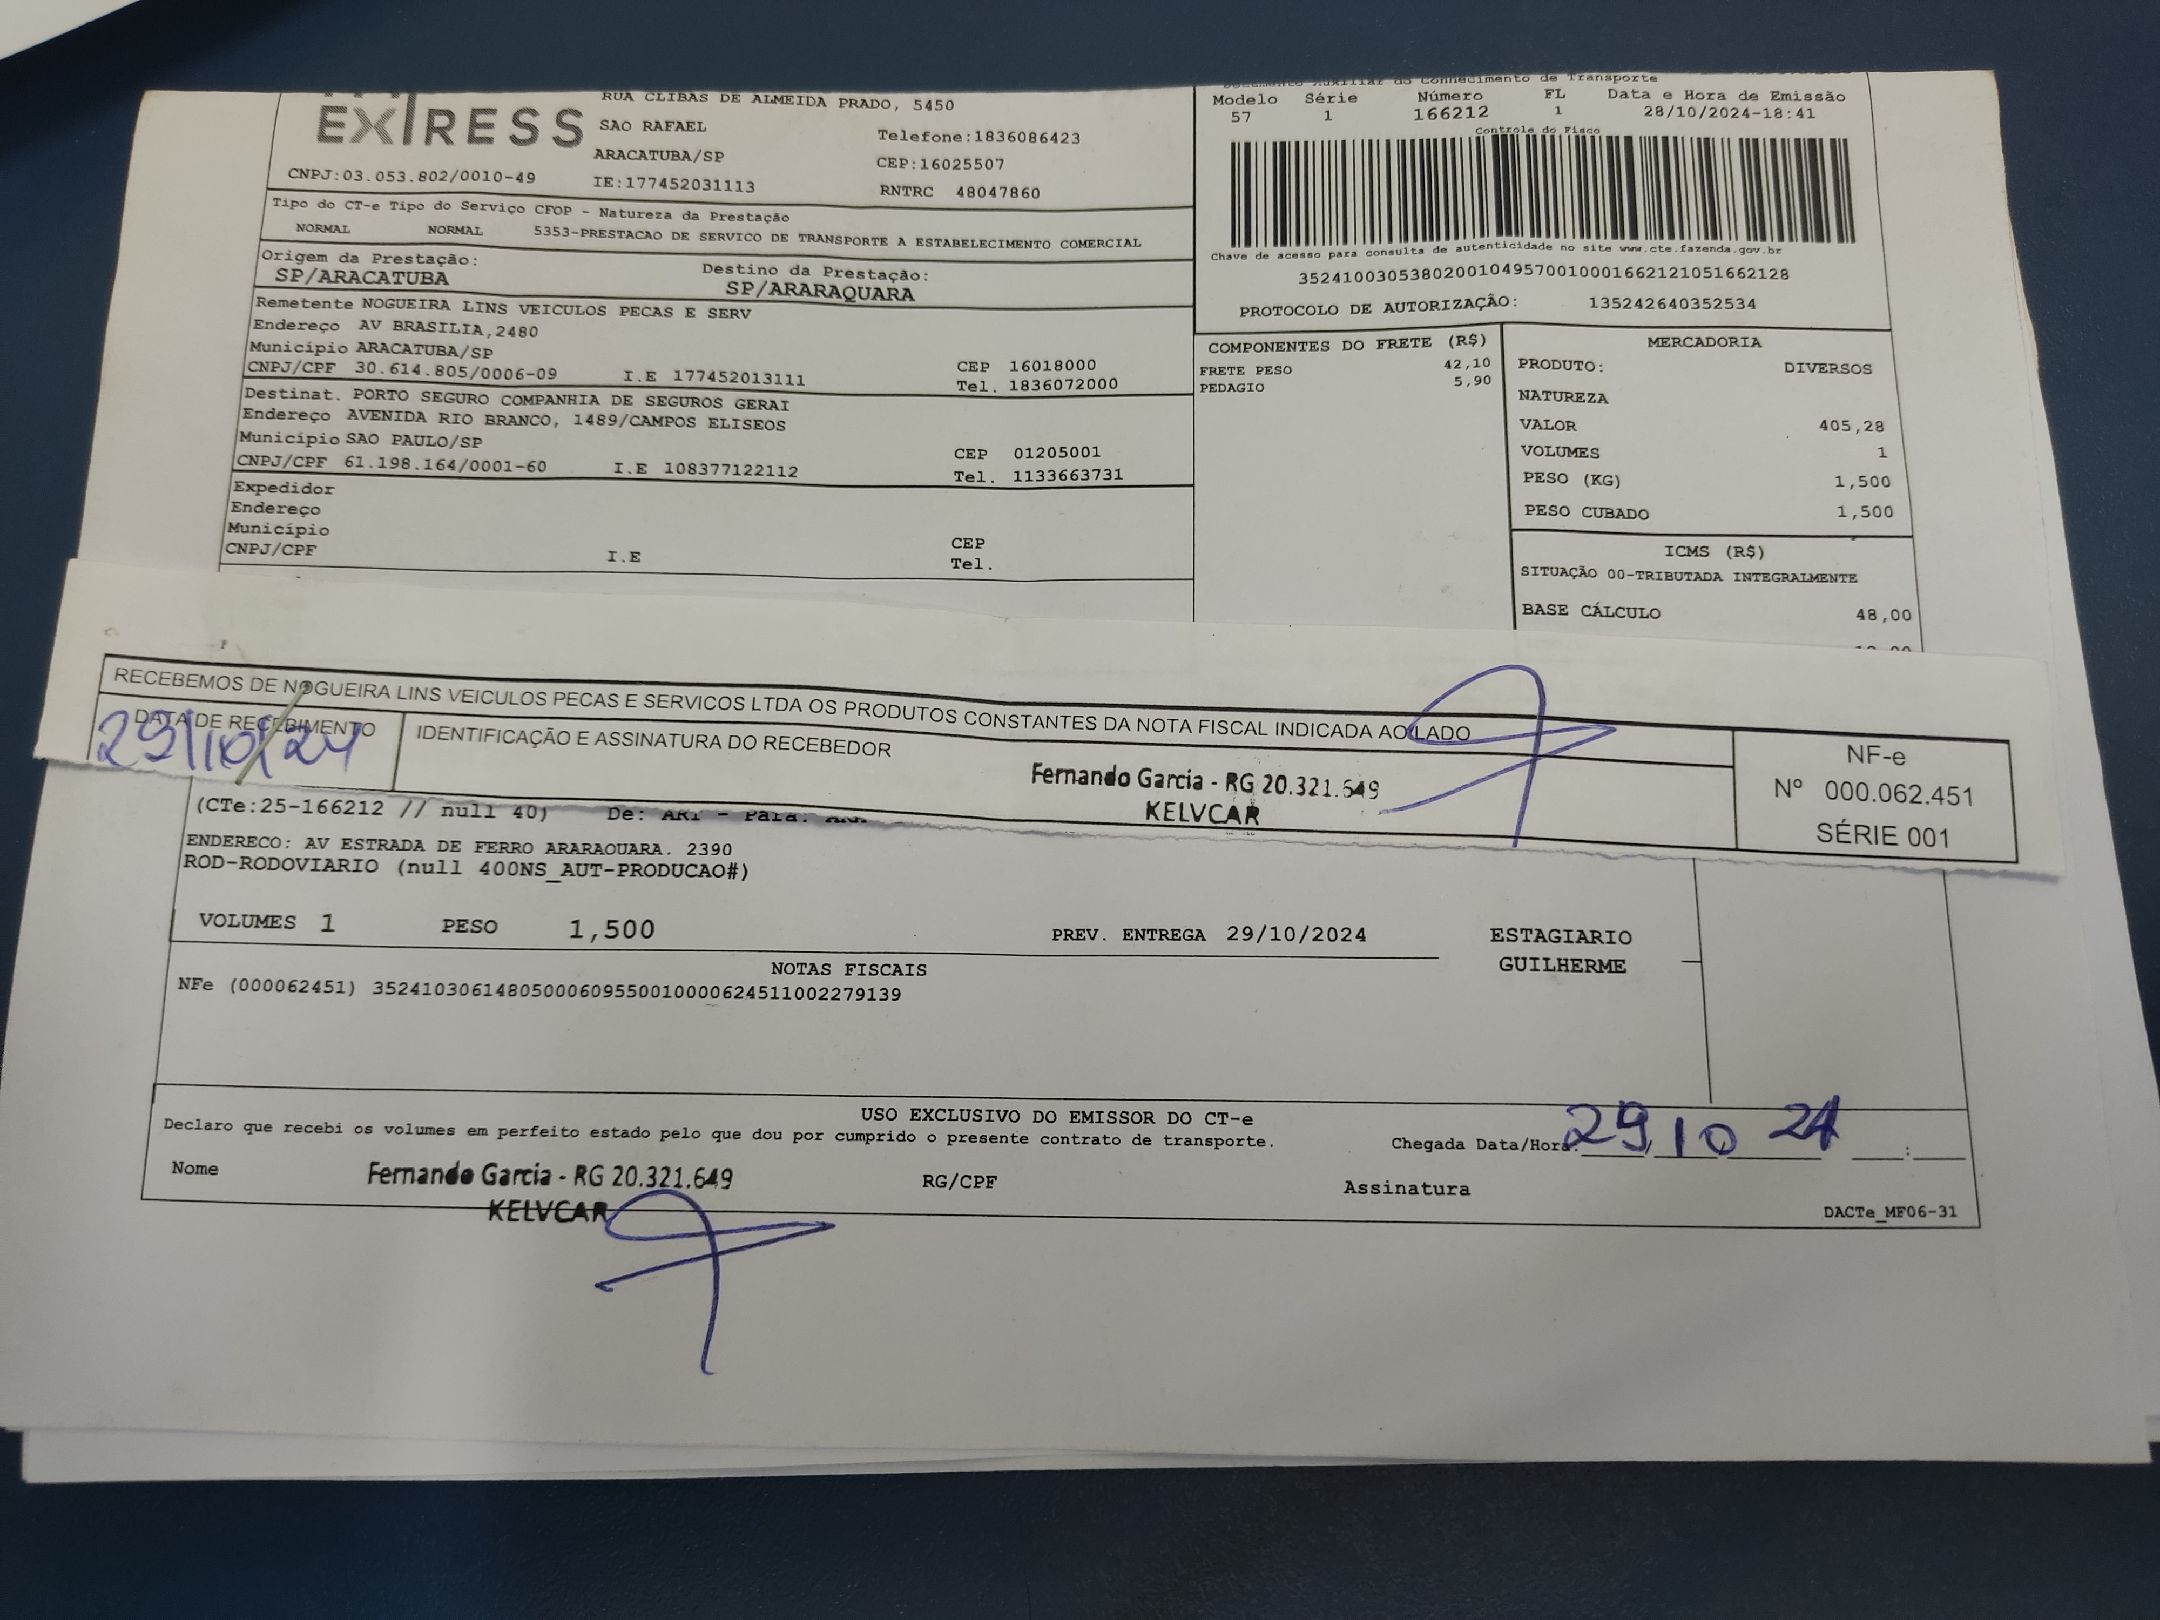 Documento Auxiliar do Conhecimento de Transporte
EXPRESS
RUA CLIBAS DE ALMEIDA PRADO, 5450
SAO RAFAEL
Telefone:1836086423
ARACATUBA/SP
CEP:16025507
CNPJ:03.053.802/0010-49
IE:177452031113
RNTRC 48047860
Modelo Série Número FL Data e Hora de Emissão
57 1 166212 1 28/10/2024-18:41
Controle do Fisco
Chave de acesso para consulta de autenticidade no site www.cte.fazenda.gov.br
35241003053802001049570010001662121051662128
PROTOCOLO DE AUTORIZAÇÃO: 135242640352534
Tipo do CT-e Tipo do Serviço CFOP - Natureza da Prestação
NORMAL NORMAL 5353-PRESTACAO DE SERVICO DE TRANSPORTE A ESTABELECIMENTO COMERCIAL
Origem da Prestação: Destino da Prestação:
SP/ARACATUBA SP/ARARAQUARA
Remetente NOGUEIRA LINS VEICULOS PECAS E SERV
Endereço AV BRASILIA,2480
Município ARACATUBA/SP CEP 16018000
CNPJ/CPF 30.614.805/0006-09 I.E 177452013111 Tel. 1836072000
Destinat. PORTO SEGURO COMPANHIA DE SEGUROS GERAI
Endereço AVENIDA RIO BRANCO, 1489/CAMPOS ELISEOS
Município SAO PAULO/SP CEP 01205001
CNPJ/CPF 61.198.164/0001-60 I.E 108377122112 Tel. 1133663731
Expedidor
Endereço
Município CEP
CNPJ/CPF I.E Tel.
COMPONENTES DO FRETE (R$)
FRETE PESO 42,10
PEDAGIO 5,90
MERCADORIA
PRODUTO: DIVERSOS
NATUREZA
VALOR 405,28
VOLUMES 1
PESO (KG) 1,500
PESO CUBADO 1,500
ICMS (R$)
SITUAÇÃO 00-TRIBUTADA INTEGRALMENTE
BASE CÁLCULO 48,00
RECEBEMOS DE NOGUEIRA LINS VEICULOS PECAS E SERVICOS LTDA OS PRODUTOS CONSTANTES DA NOTA FISCAL INDICADA AO LADO
DATA DE RECEBIMENTO
29/10/24
IDENTIFICAÇÃO E ASSINATURA DO RECEBEDOR
Fernando Garcia - RG 20.321.649
KELVCAR
NF-e
Nº 000.062.451
SÉRIE 001
(CTe:25-166212 // null 40) De: ARI - Para:
ENDERECO: AV ESTRADA DE FERRO ARARAQUARA. 2390
ROD-RODOVIARIO (null 400NS_AUT-PRODUCAO#)
VOLUMES 1 PESO 1,500 PREV. ENTREGA 29/10/2024
ESTAGIARIO
GUILHERME
NOTAS FISCAIS
NFe (000062451) 35241030614805000609550010000624511002279139
USO EXCLUSIVO DO EMISSOR DO CT-e
Declaro que recebi os volumes em perfeito estado pelo que dou por cumprido o presente contrato de transporte.
Chegada Data/Hora: 29/10 24 :
Nome Fernando Garcia - RG 20.321.649 RG/CPF Assinatura
KELVCAR
DACTe_MF06-31